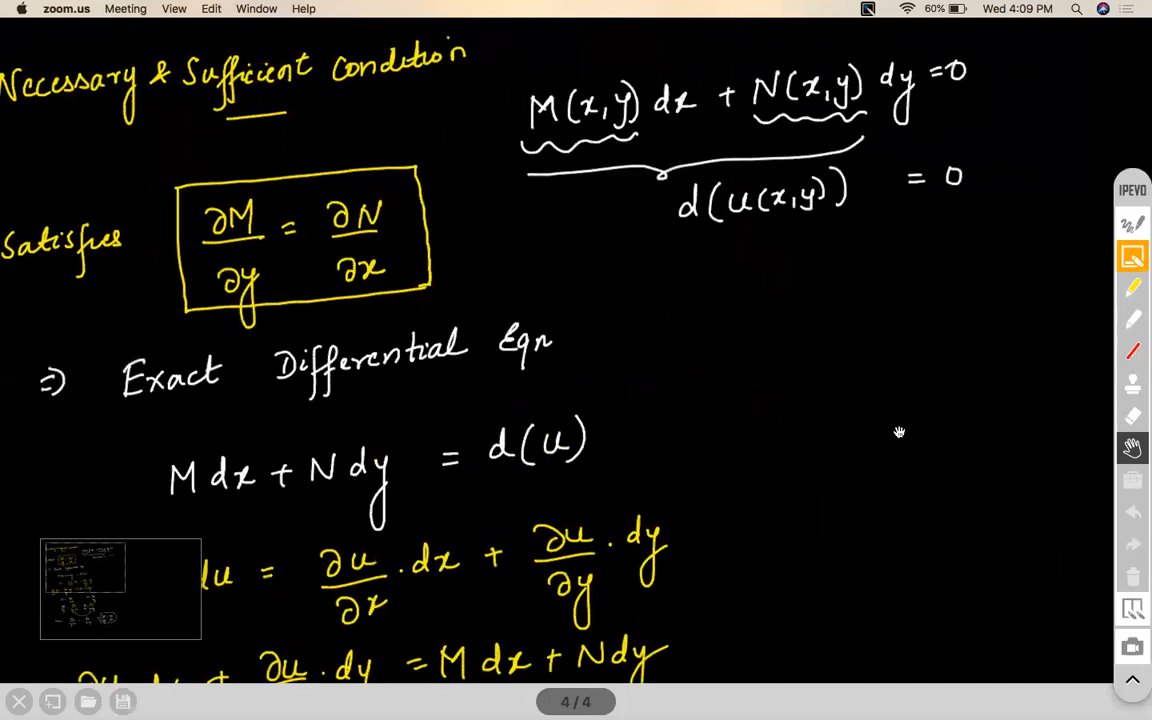 zoom.us Meeting View Edit Window Help 60% Wed 4:09 PM
Necessary & Sufficient Condition
M(x,y) dx + N(x,y) dy = 0
d(u(x,y)) = 0
Satisfies ∂M/∂y = ∂N/∂x
IPEVO
⇒ Exact Differential Eqn
M dx + N dy = d(u)
du = ∂u/∂x . dx + ∂u/∂y . dy
∂u . dy = M dx + N dy
4/4